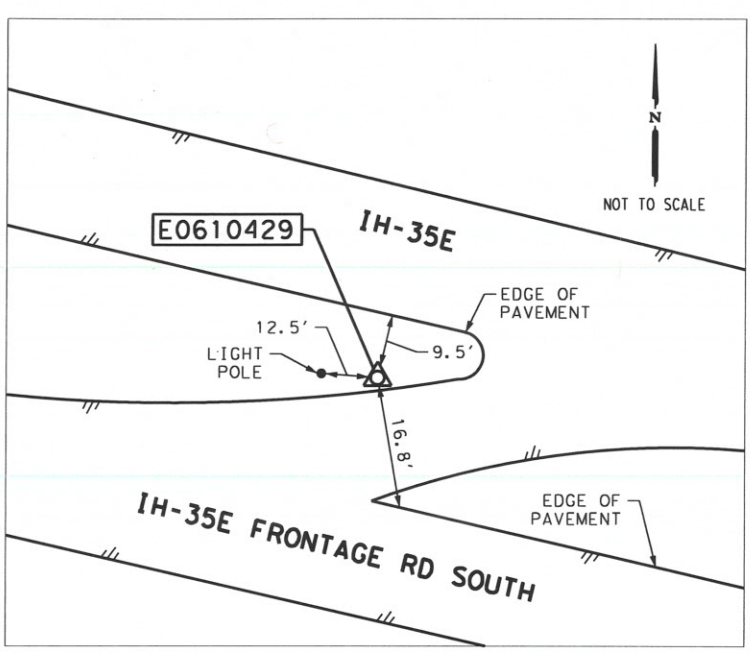 N
NOT TO SCALE
E0610429
IH-35E
EDGE OF
PAVEMENT
12.5'
9.5'
LIGHT
POLE
16.8'
EDGE OF
PAVEMENT
IH-35E FRONTAGE RD SOUTH